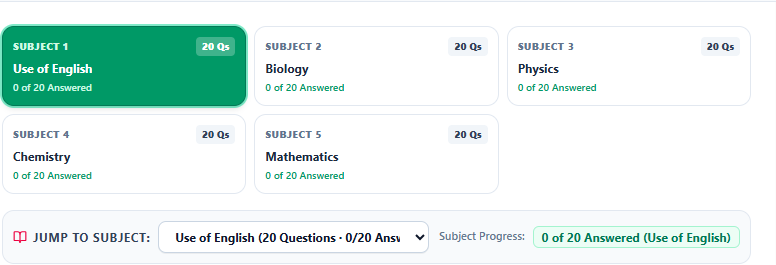 SUBJECT 1 20 Qs
Use of English
0 of 20 Answered
SUBJECT 2 20 Qs
Biology
0 of 20 Answered
SUBJECT 3 20 Qs
Physics
0 of 20 Answered
SUBJECT 4 20 Qs
Chemistry
0 of 20 Answered
SUBJECT 5 20 Qs
Mathematics
0 of 20 Answered
JUMP TO SUBJECT: Use of English (20 Questions · 0/20 Answ Subject Progress: 0 of 20 Answered (Use of English)